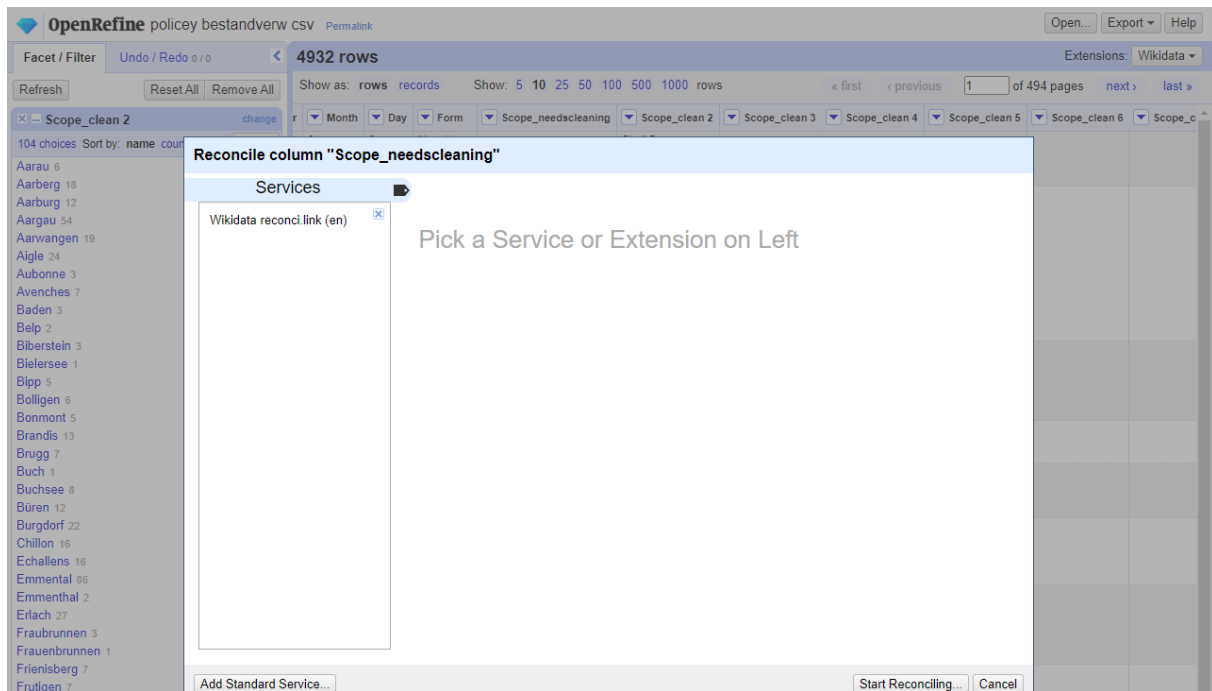 OpenRefine policey bestandverw csv Permalink Open... Export Help
Facet / Filter Undo / Redo 0 / 0 4932 rows Extensions: Wikidata
Refresh Reset All Remove All Show as: rows records Show: 5 10 25 50 100 500 1000 rows « first ‹ previous 1 of 494 pages next › last »
Scope_clean 2 change r Month Day Form Scope_needscleaning Scope_clean 2 Scope_clean 3 Scope_clean 4 Scope_clean 5 Scope_clean 6 Scope_c
104 choices Sort by: name cour
Reconcile column "Scope_needscleaning"
Services
Wikidata reconci.link (en)
Pick a Service or Extension on Left
Aarau 6
Aarberg 18
Aarburg 12
Aargau 54
Aarwangen 19
Aigle 24
Aubonne 3
Avenches 7
Baden 3
Belp 2
Biberstein 3
Bielersee 1
Bipp 5
Bolligen 6
Bonmont 5
Brandis 13
Brugg 7
Buch 1
Buchsee 8
Büren 12
Burgdorf 22
Chillon 16
Echallens 16
Emmental 86
Emmenthal 2
Erlach 27
Fraubrunnen 3
Frauenbrunnen 1
Frienisberg 7
Frutigen 7
Add Standard Service... Start Reconciling... Cancel